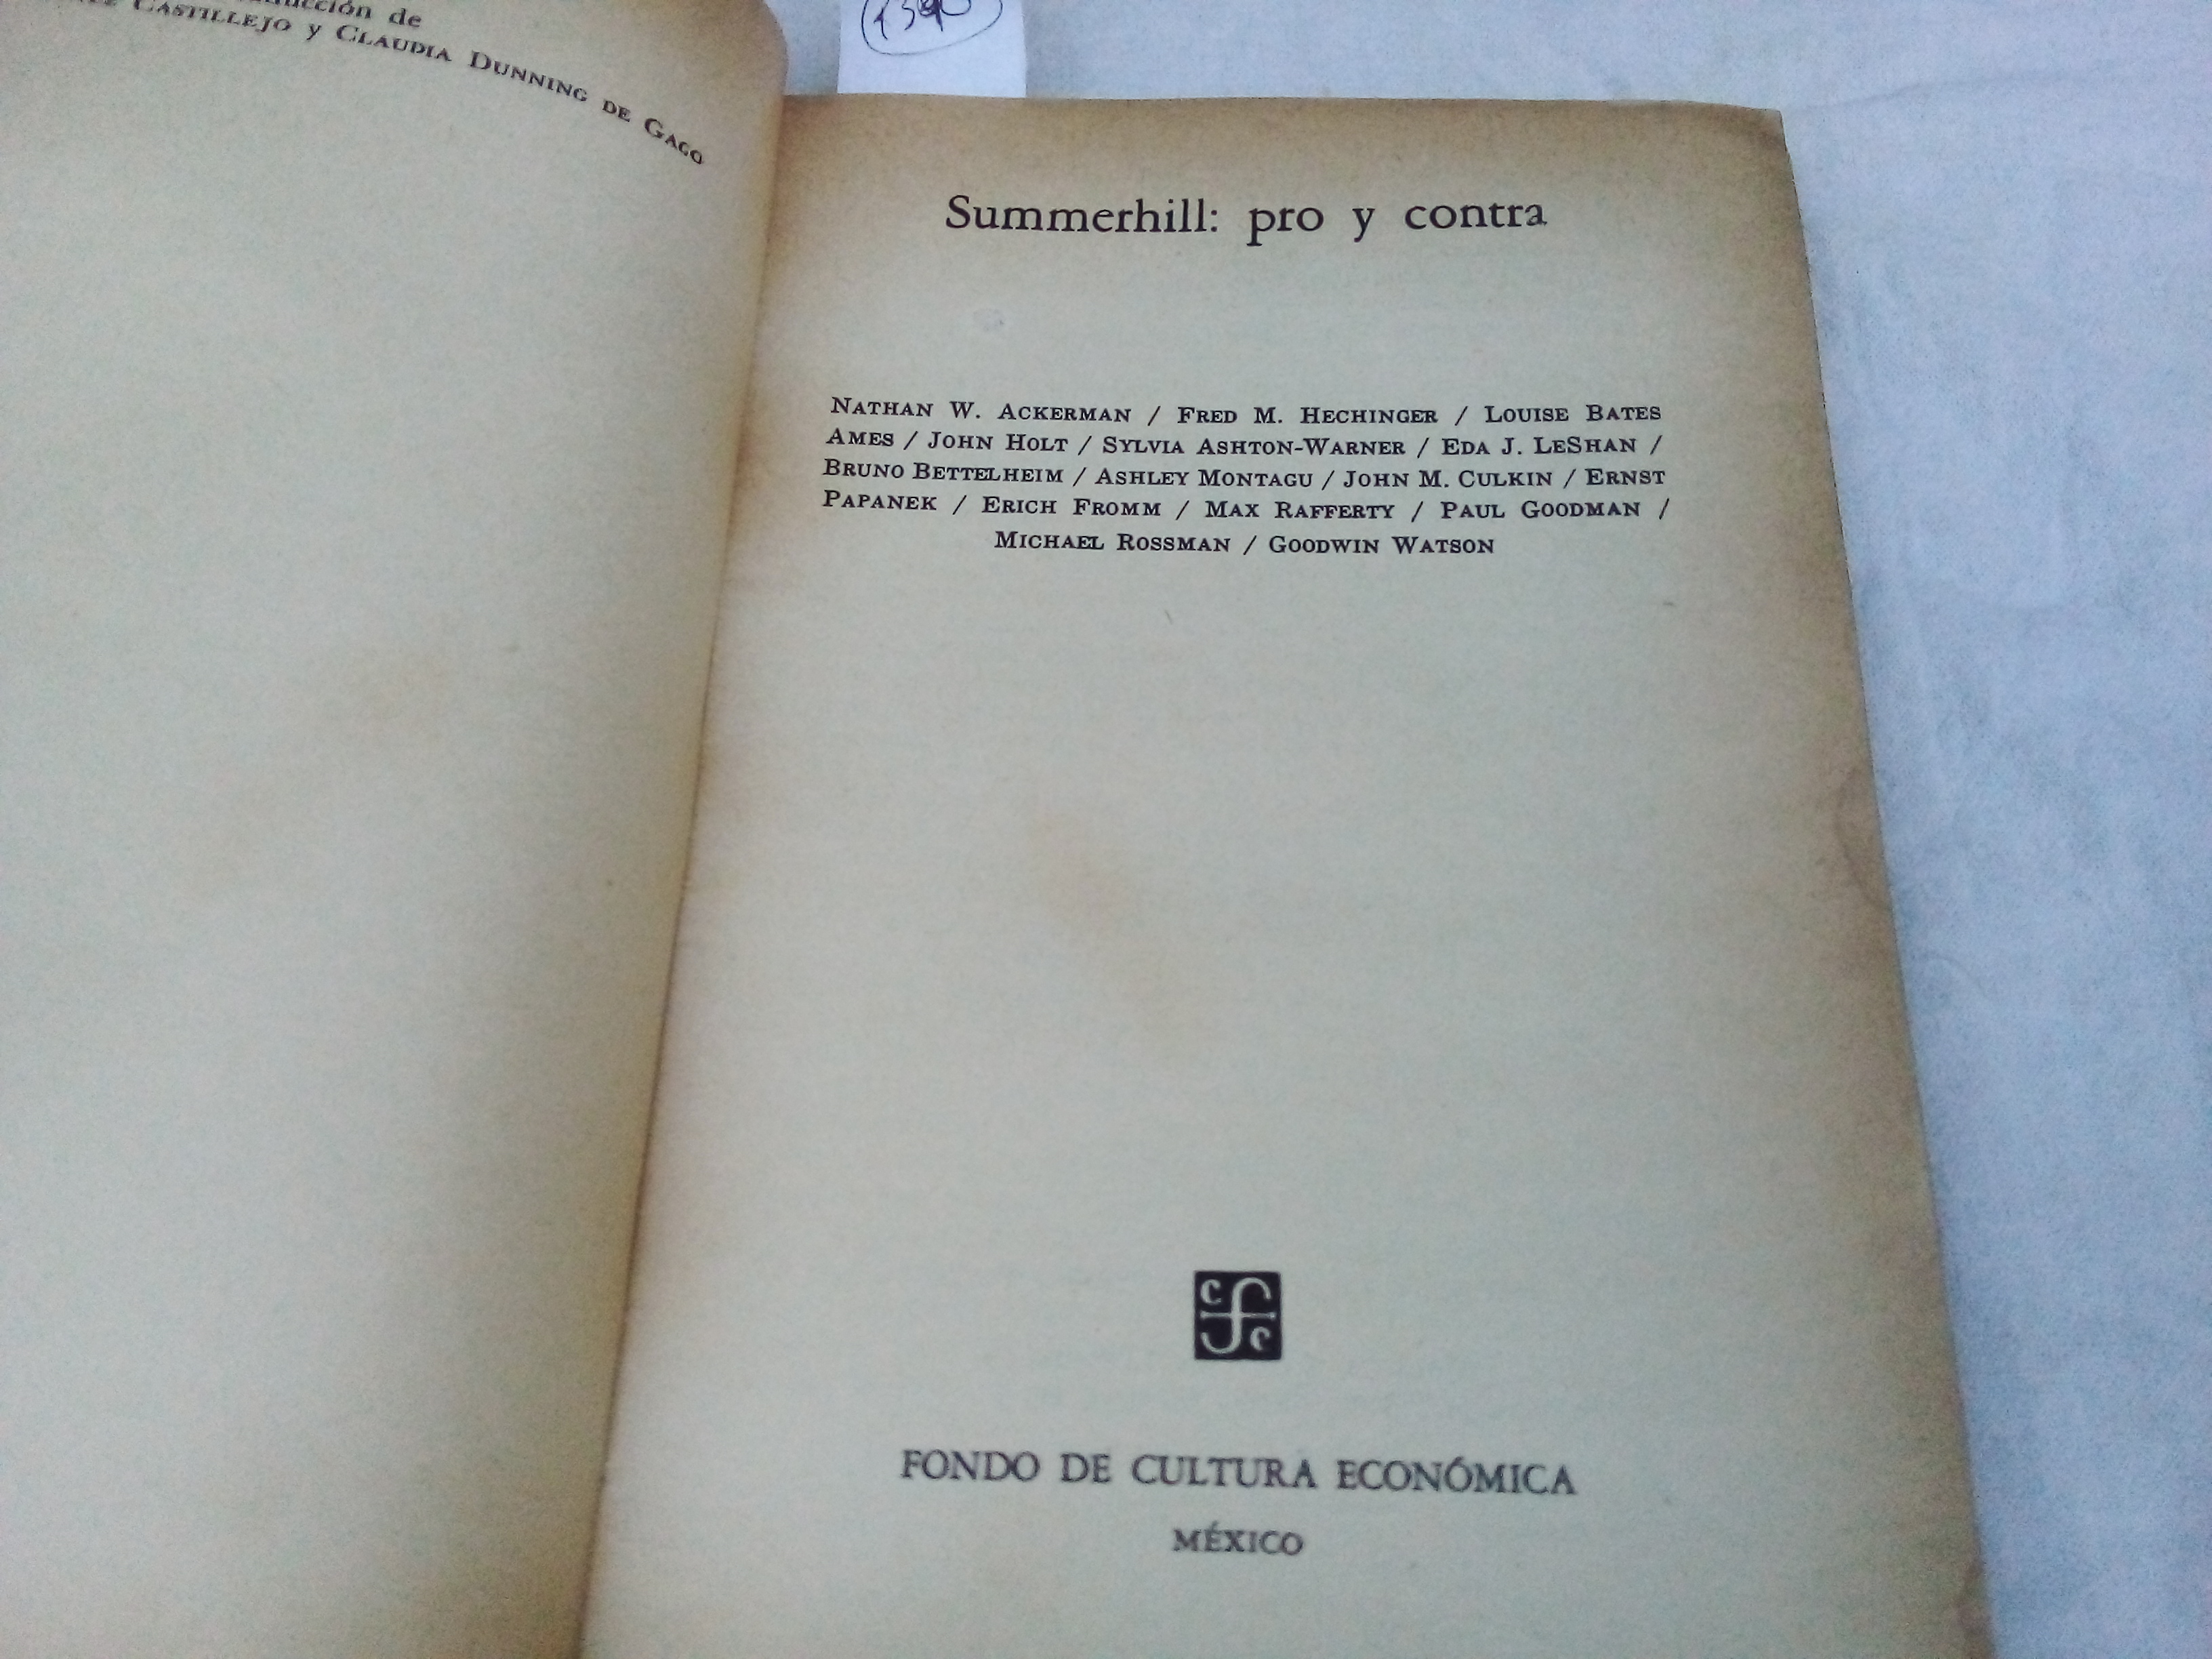 de
CASTILLEJO y CLAUDIA DUNNING DE GAGO
Summerhill: pro y contra
NATHAN W. ACKERMAN / FRED M. HECHINGER / LOUISE BATES
AMES / JOHN HOLT / SYLVIA ASHTON-WARNER / EDA J. LESHAN /
BRUNO BETTELHEIM / ASHLEY MONTAGU / JOHN M. CULKIN / ERNST
PAPANEK / ERICH FROMM / MAX RAFFERTY / PAUL GOODMAN /
MICHAEL ROSSMAN / GOODWIN WATSON
FONDO DE CULTURA ECONÓMICA
MÉXICO